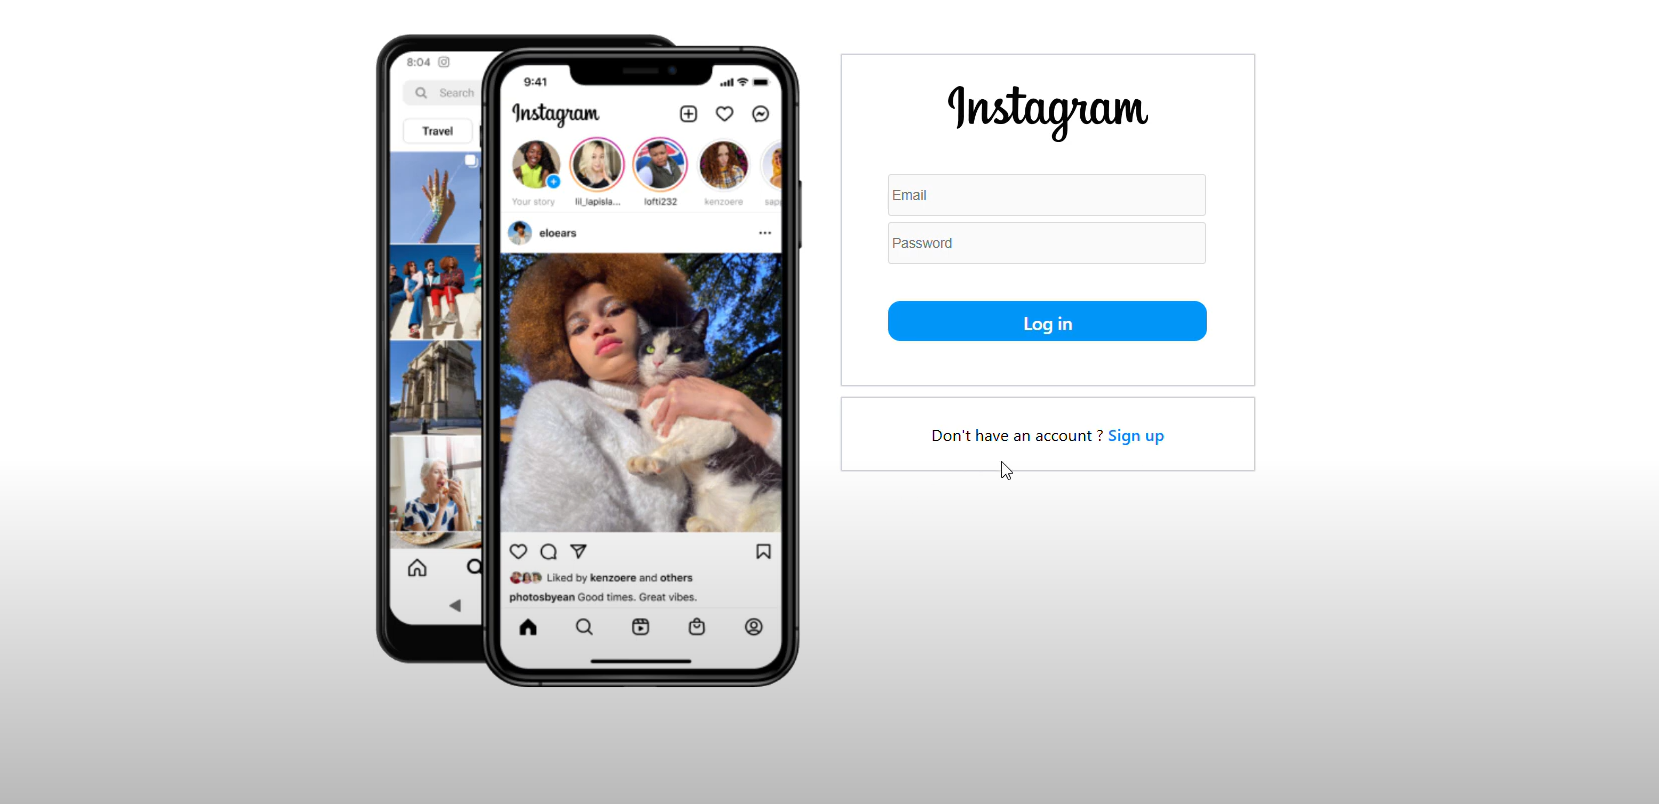 8:04
Search
Travel
9:41
Instagram
Your story
lil_lapisla...
lofti232
kenzoere
eloears
Liked by kenzoere and others
photosbyean Good times. Great vibes.
Instagram
Email
Password
Log in
Don't have an account ? Sign up